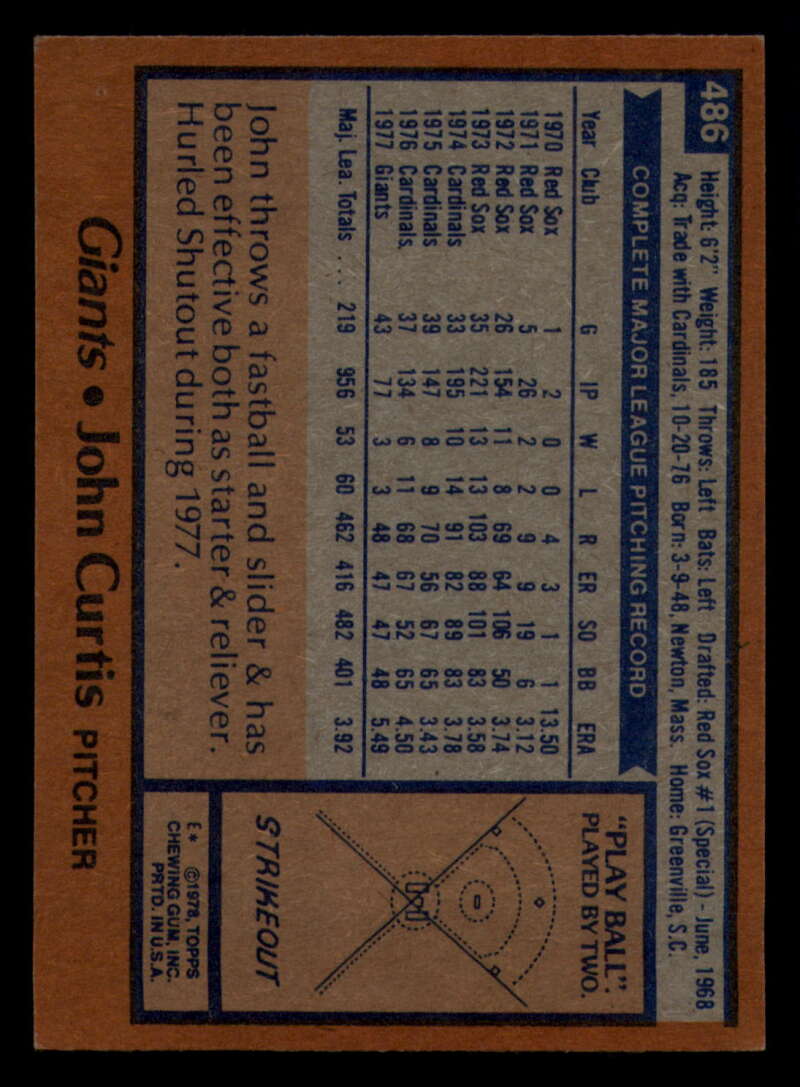 486
Height: 6'2" Weight: 185 Throws: Left Bats: Left Drafted: Red Sox #1 (Special) - June, 1968
Acq: Trade with Cardinals, 10-20-76 Born: 3-9-48, Newton, Mass. Home: Greenville, S.C.
COMPLETE MAJOR LEAGUE PITCHING RECORD
Year Club G IP W L R ER SO BB ERA
1970 Red Sox 1 2 0 0 4 3 1 1 13.50
1971 Red Sox 5 26 2 2 9 9 19 6 3.12
1972 Red Sox 26 154 11 8 69 64 106 50 3.74
1973 Red Sox 35 221 13 13 103 88 101 83 3.58
1974 Cardinals 33 195 10 14 91 82 89 83 3.78
1975 Cardinals 39 147 8 9 70 56 67 65 3.43
1976 Cardinals. 37 134 6 11 68 67 52 65 4.50
1977 Giants 43 77 3 3 48 47 47 48 5.49
Maj. Lea. Totals .... 219 956 53 60 462 416 482 401 3.92
John throws a fastball and slider & has
been effective both as starter & reliever.
Hurled Shutout during 1977.
"PLAY BALL".
PLAYED BY TWO.
STRIKEOUT
E* ©1978, TOPPS
CHEWING GUM, INC.
PRTD. IN U.S.A.
Giants • John Curtis PITCHER